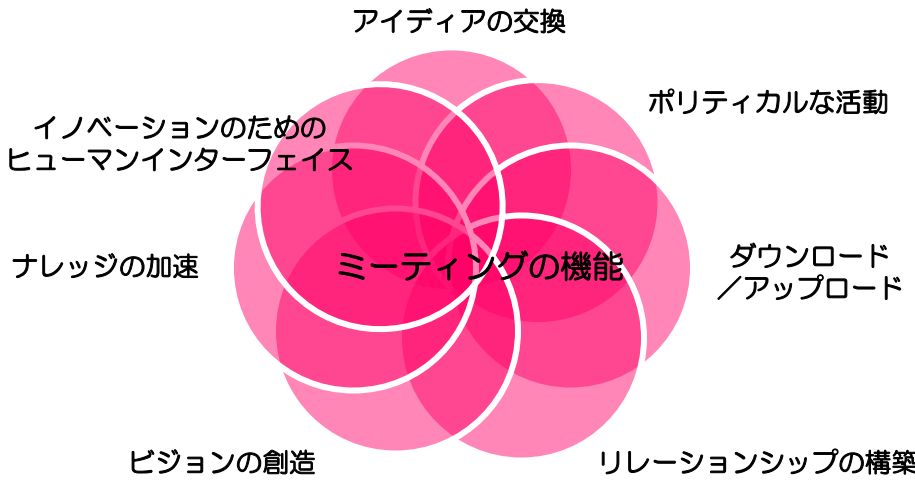 アイディアの交換
ポリティカルな活動
イノベーションのための
ヒューマンインターフェイス
ナレッジの加速
ミーティングの機能
ダウンロード
／アップロード
ビジョンの創造
リレーションシップの構築